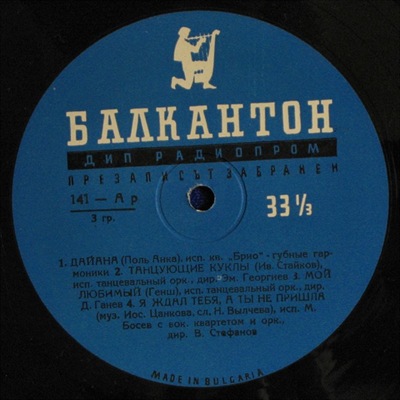 БАЛКАНТОН
ДИП РАДИОПРОМ
ПРЕЗАПИСЪТ ЗАБРАНЕН
141 — А р
3 гр.
33 1/3
1. ДАЙАНА (Поль Анка), исп. кв. „Брио" - губные гар-
моники 2. ТАНЦУЮЩИЕ КУКЛЫ (Ив. Стайков),
исп. танцевальный орк., дир. Эм. Георгиев 3. МОЙ
ЛЮБИМЫЙ (Генш), исп. танцевальный орк., дир.
Д. Ганев 4. Я ЖДАЛ ТЕБЯ, А ТЫ НЕ ПРИШЛА
(муз. Иос. Цанкова, сл. Н. Вылчева), исп. М.
Босев с вок. квартетом и орк.,
дир. В. Стефанов
MADE IN BULGARIA